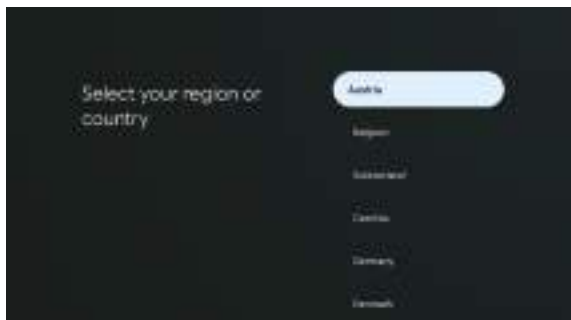 Select your region or
country
Austria
Belgium
Switzerland
Czechia
Germany
Denmark